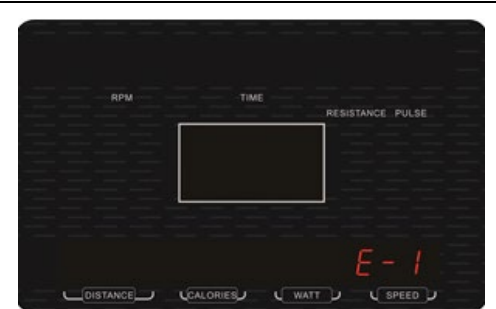 RPM TIME
RESISTANCE PULSE
E-1
DISTANCE CALORIES WATT SPEED